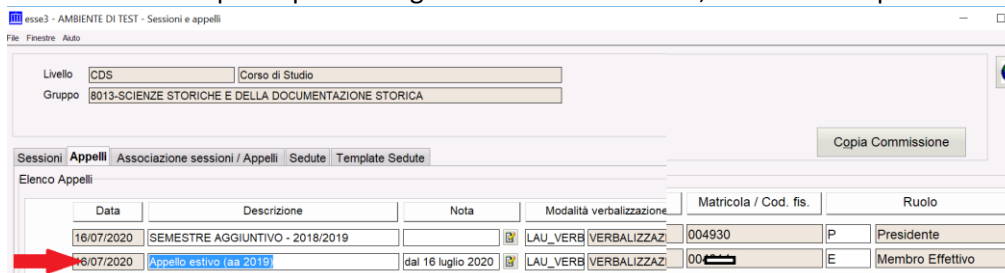 esse3 - AMBIENTE DI TEST - Sessioni e appelli
File Finestre Aiuto
Livello CDS Corso di Studio
Gruppo 8013-SCIENZE STORICHE E DELLA DOCUMENTAZIONE STORICA
Copia Commissione
Sessioni Appelli Associazione sessioni / Appelli Sedute Template Sedute
Elenco Appelli
Data Descrizione Nota Modalità verbalizzazione Matricola / Cod. fis. Ruolo
16/07/2020 SEMESTRE AGGIUNTIVO - 2018/2019 LAU_VERB VERBALIZZAZI 004930 P Presidente
16/07/2020 Appello estivo (aa 2019) dal 16 luglio 2020 LAU_VERB VERBALIZZAZI E Membro Effettivo